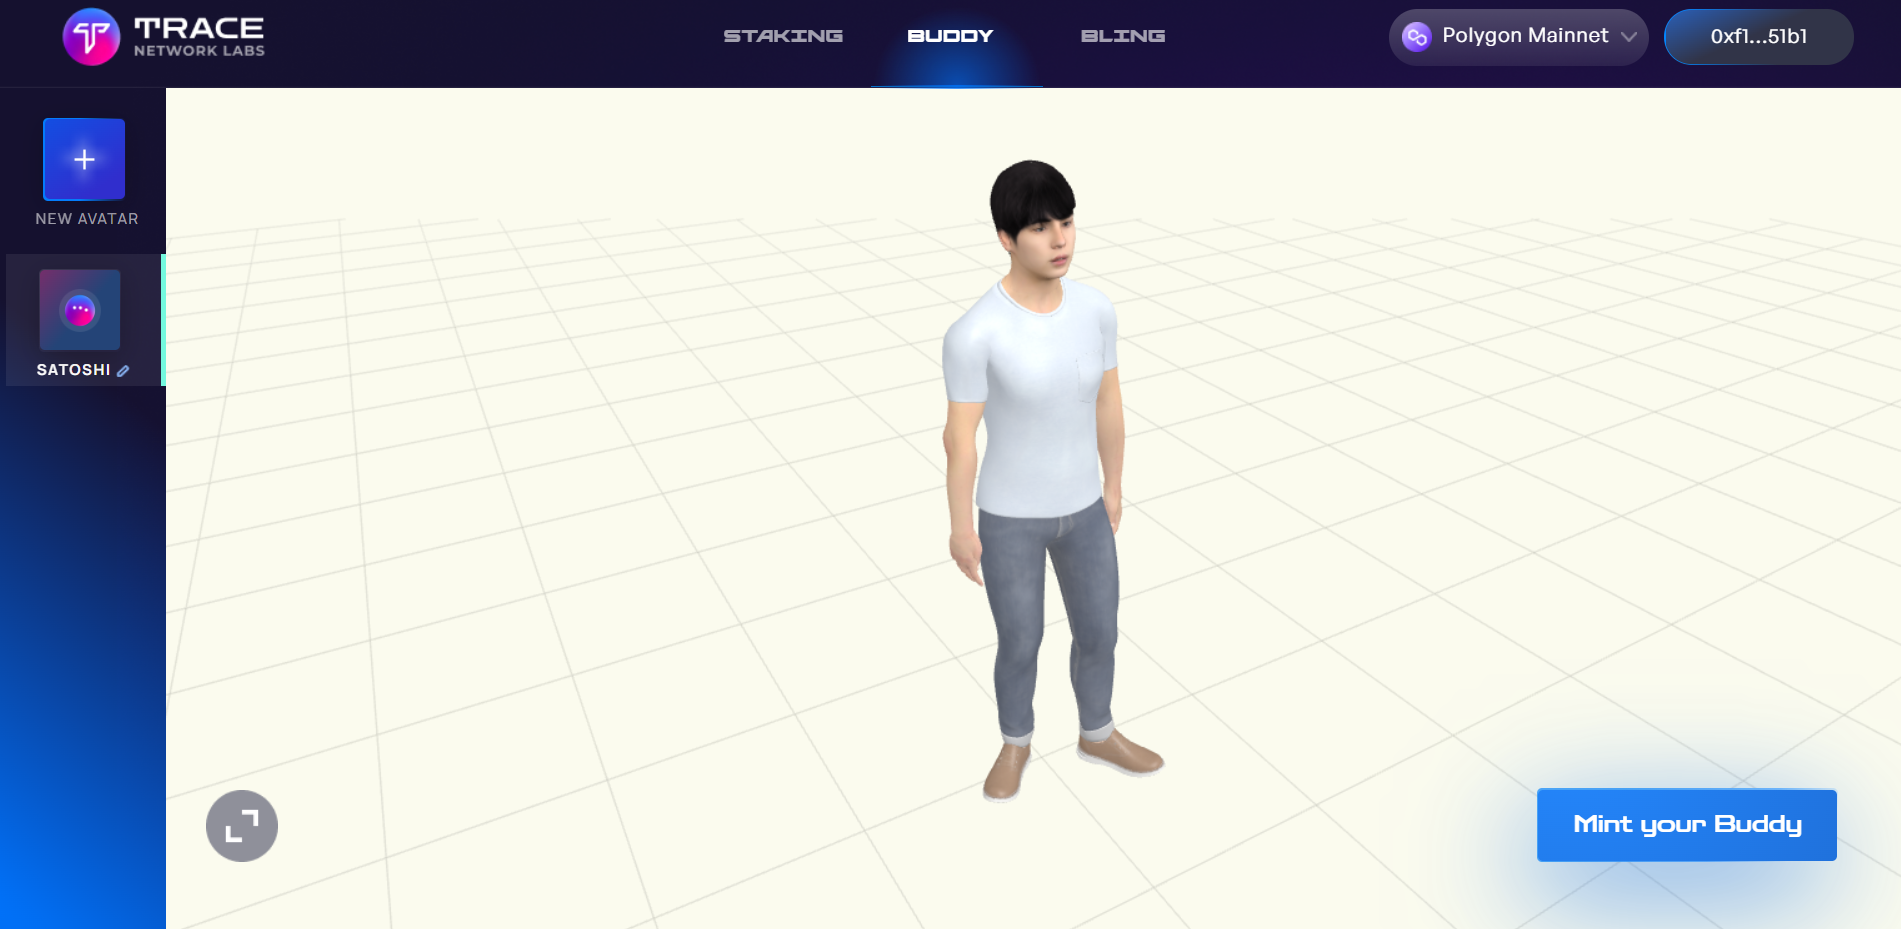 TRACE
NETWORK LABS
STAKING
BUDDY
BLING
Polygon Mainnet
0xf1...51b1
NEW AVATAR
SATOSHI
Mint your Buddy